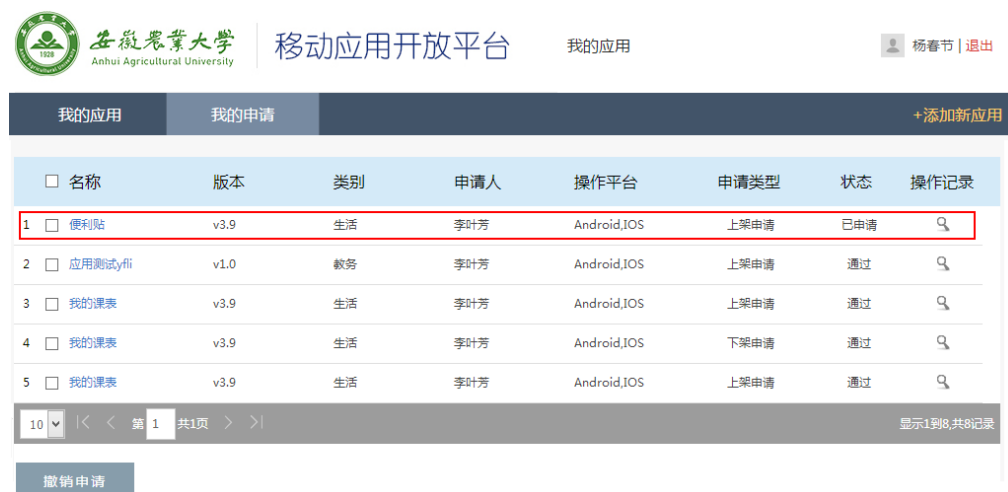 安徽农业大学
Anhui Agricultural University
1928
移动应用开放平台
我的应用
杨春节 | 退出
我的应用 我的申请 +添加新应用
名称 版本 类别 申请人 操作平台 申请类型 状态 操作记录
1 便利贴 v3.9 生活 李叶芳 Android,IOS 上架申请 已申请
2 应用测试yfli v1.0 教务 李叶芳 Android,IOS 上架申请 通过
3 我的课表 v3.9 生活 李叶芳 Android,IOS 上架申请 通过
4 我的课表 v3.9 生活 李叶芳 Android,IOS 下架申请 通过
5 我的课表 v3.9 生活 李叶芳 Android,IOS 上架申请 通过
10 第 1 共1页 显示1到8,共8记录
撤销申请